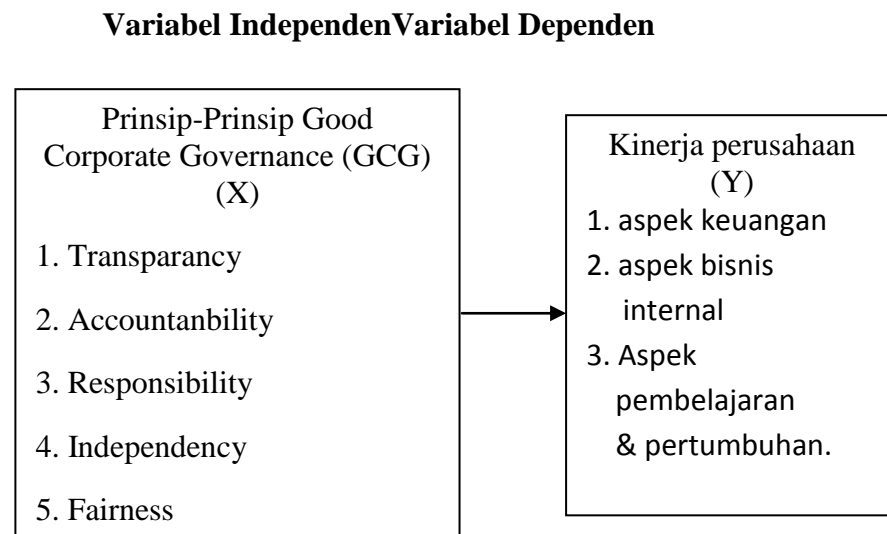 Variabel IndependenVariabel Dependen
Prinsip-Prinsip Good
Corporate Governance (GCG)
(X)
1. Transparancy
2. Accountanbility
3. Responsibility
4. Independency
5. Fairness
Kinerja perusahaan
(Y)
1. aspek keuangan
2. aspek bisnis
internal
3. Aspek
pembelajaran
& pertumbuhan.